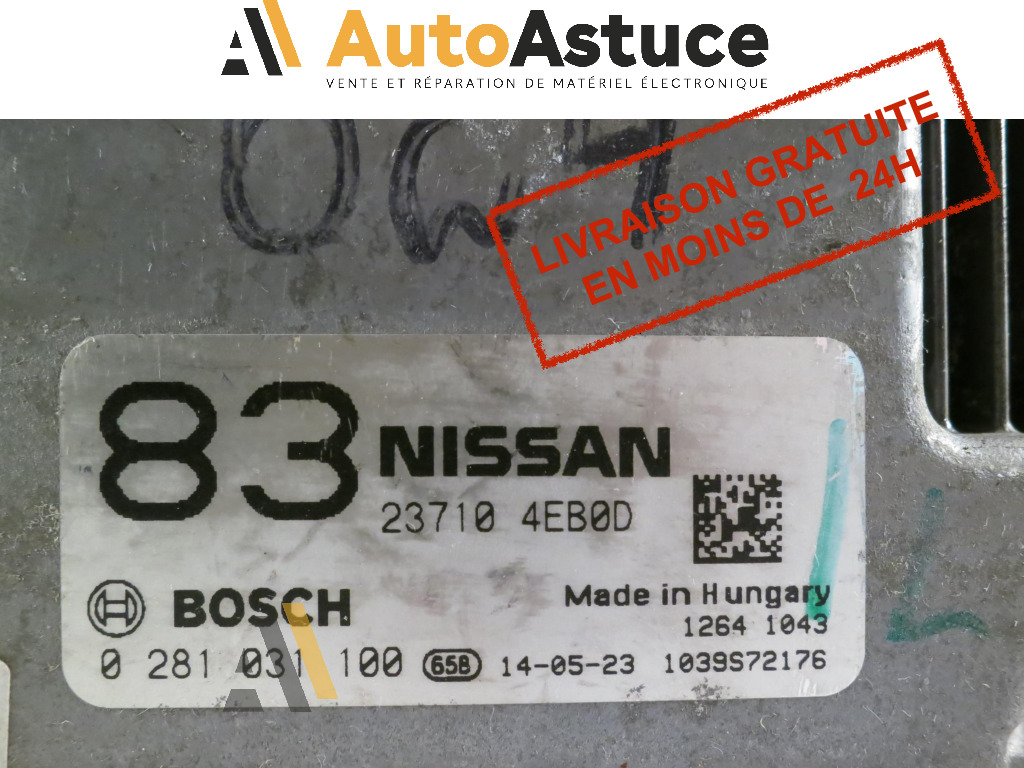 AutoAstuce
VENTE ET RÉPARATION DE MATÉRIEL ÉLECTRONIQUE
LIVRAISON GRATUITE
EN MOINS DE 24H
83 NISSAN
23710 4EB0D
BOSCH
Made in Hungary
1264 1043
0 281 031 100 65B 14-05-23 1039S72176